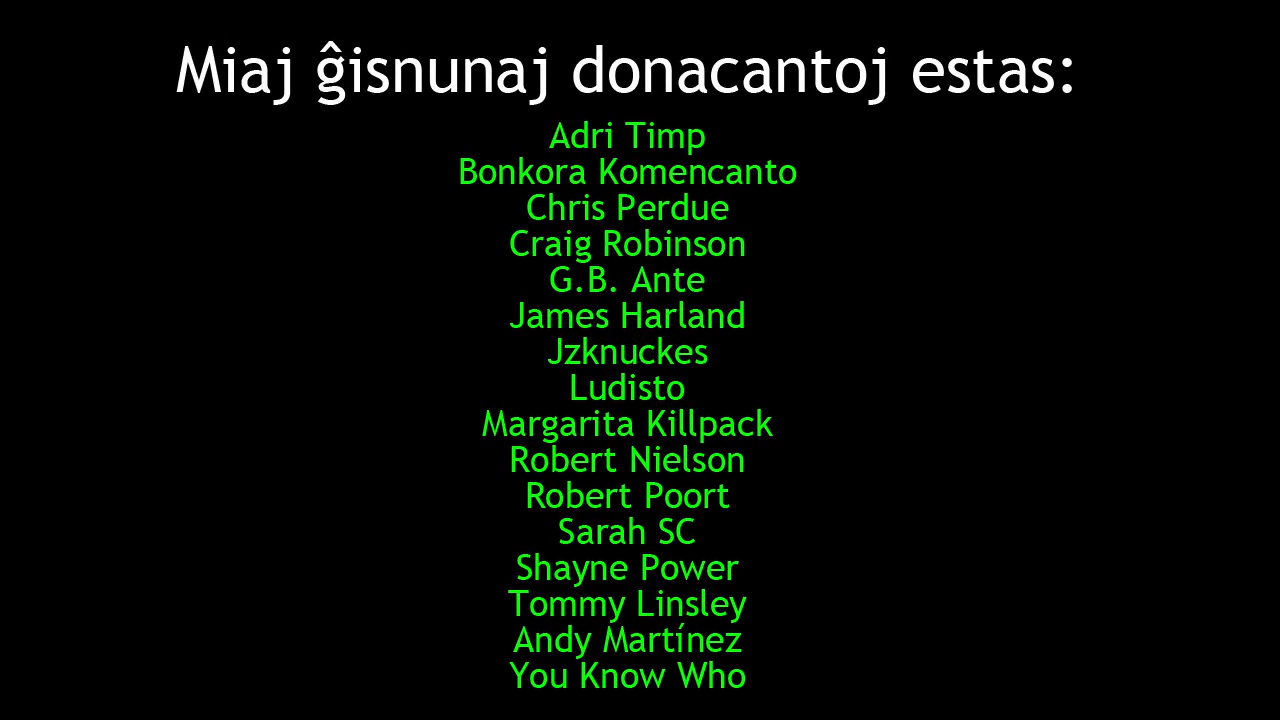 Miaj ĝisnunaj donacantoj estas:
Adri Timp
Bonkora Komencanto
Chris Perdue
Craig Robinson
G.B. Ante
James Harland
Jzknuckes
Ludisto
Margarita Killpack
Robert Nielson
Robert Poort
Sarah SC
Shayne Power
Tommy Linsley
Andy Martínez
You Know Who